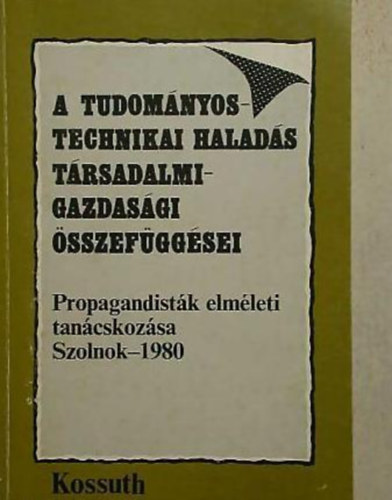 A TUDOMÁNYOS-
TECHNIKAI HALADÁS
TÁRSADALMI-
GAZDASÁGI
ÖSSZEFÜGGÉSEI
Propagandisták elméleti
tanácskozása
Szolnok–1980
Kossuth